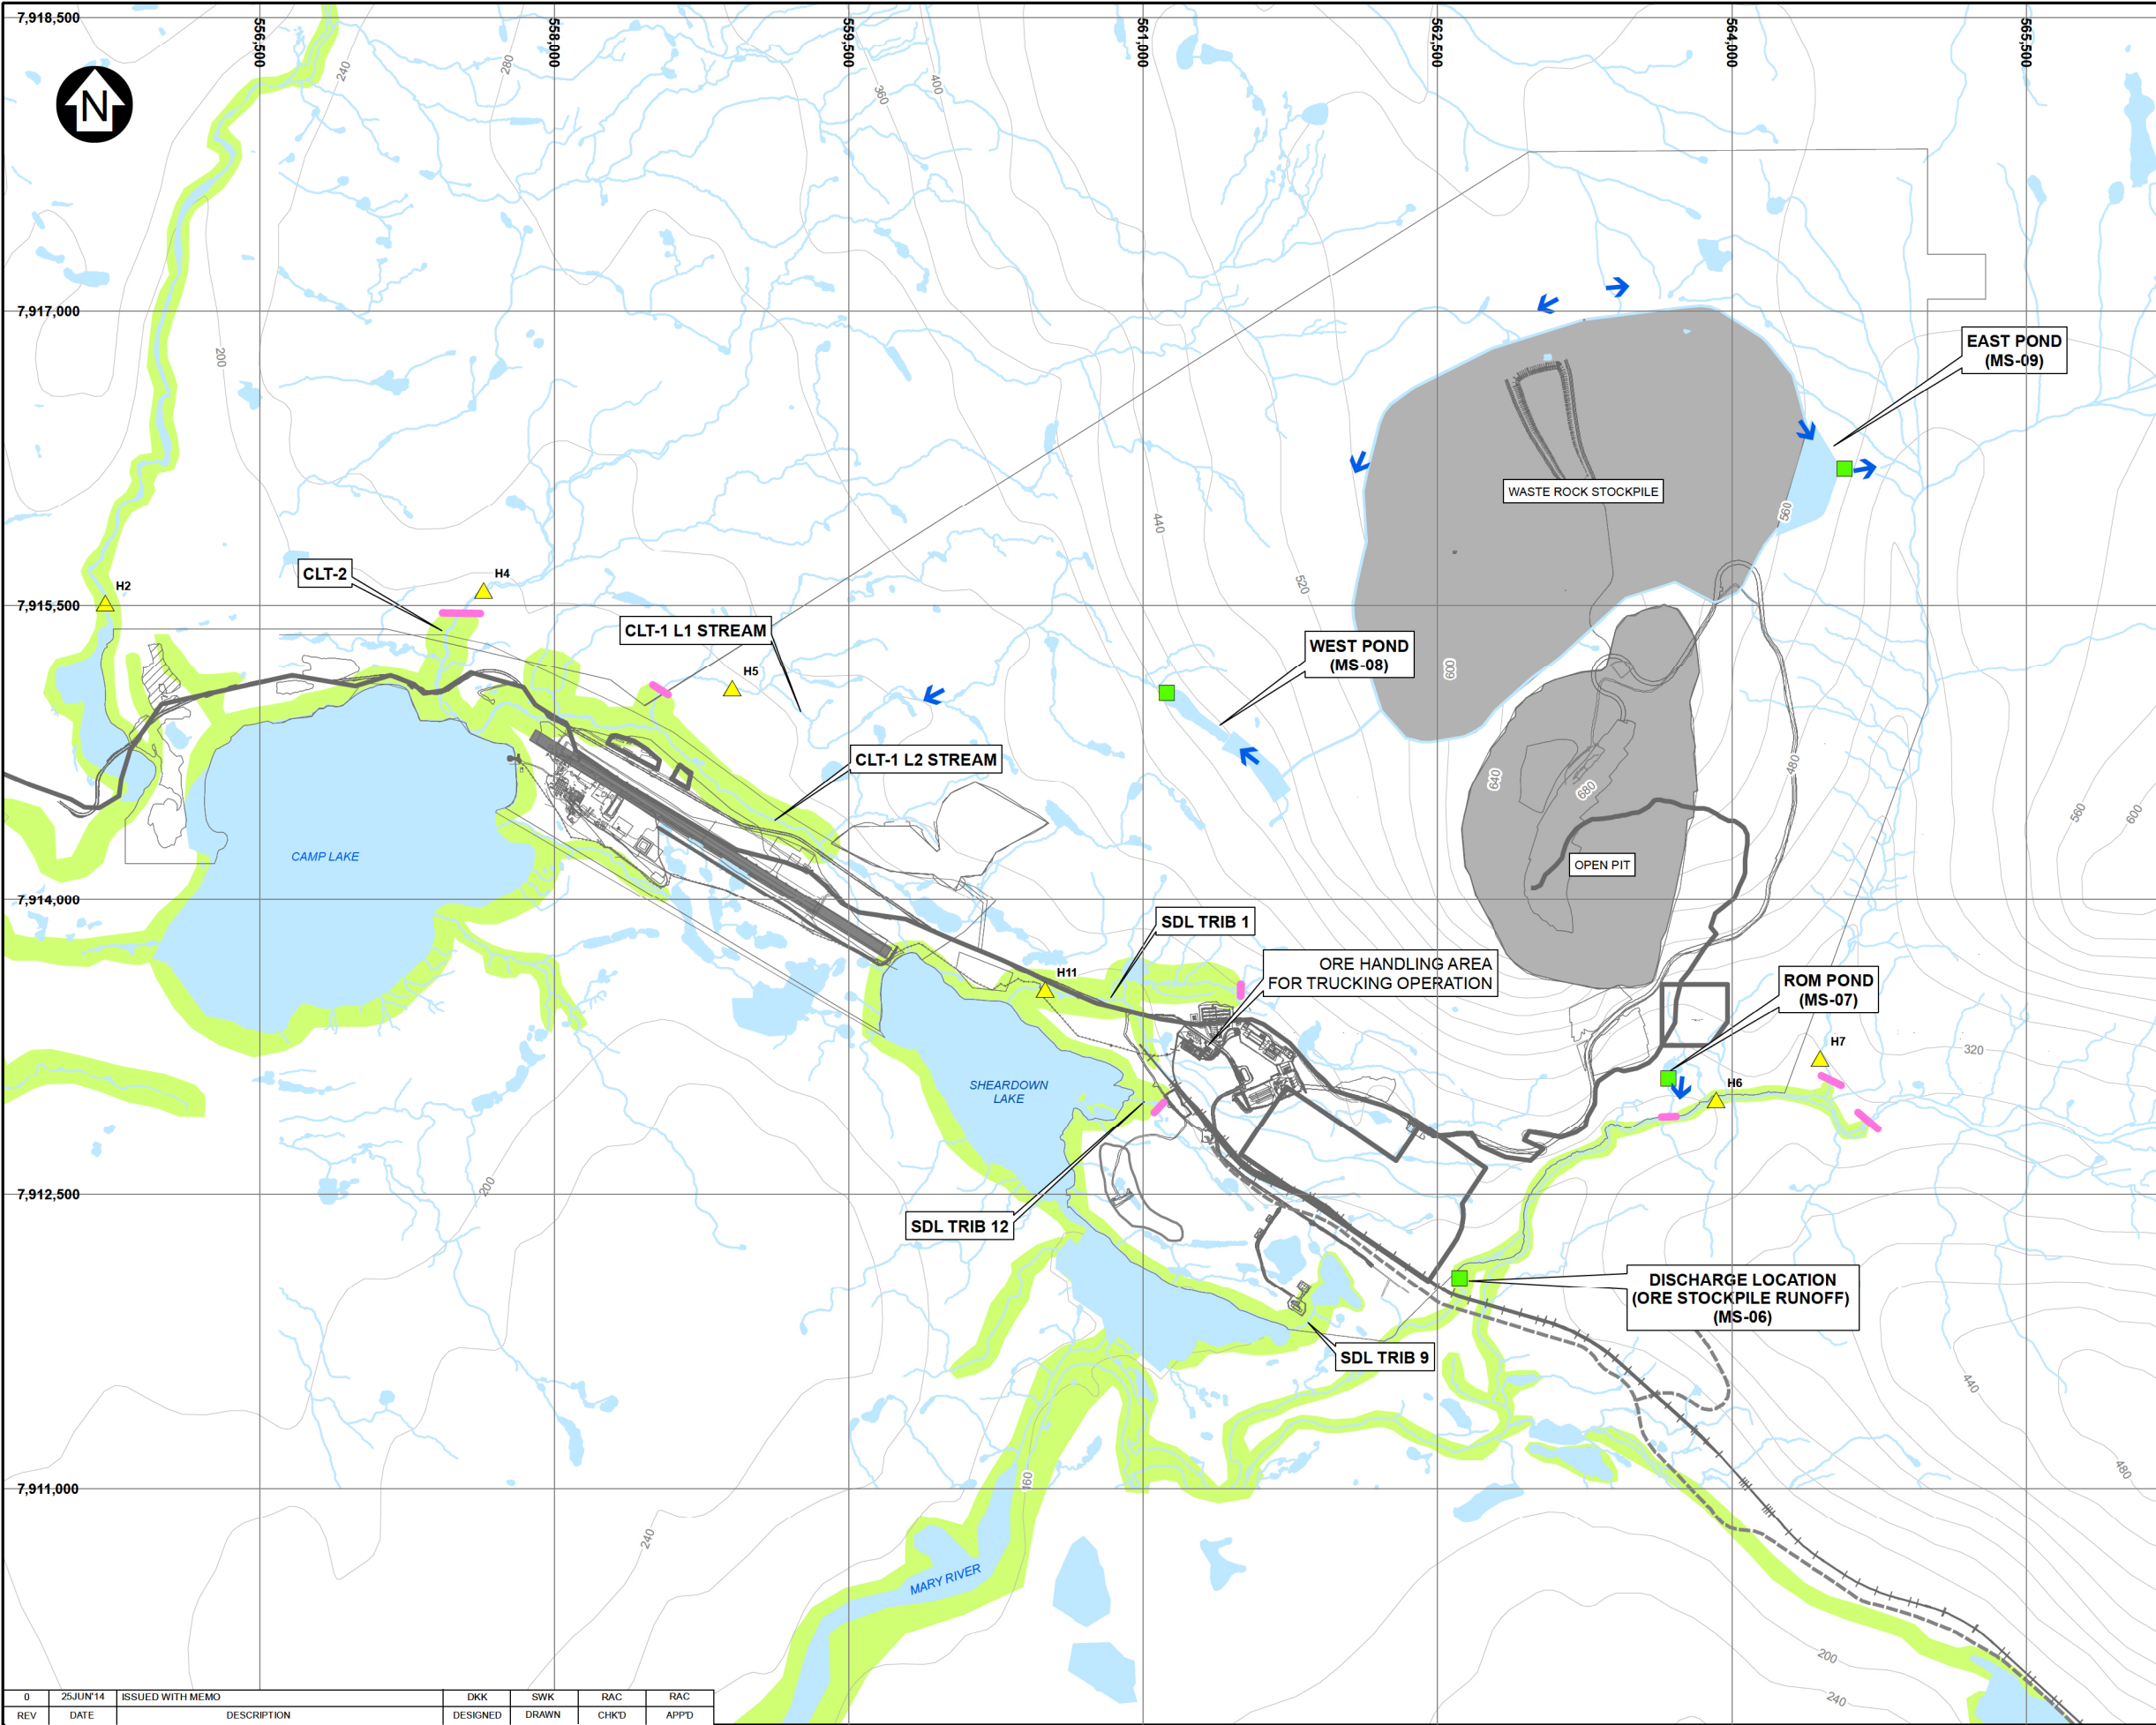 7,918,500
556,500
558,000
559,500
561,000
562,500
564,000
565,500
N
240
280
360
400
7,917,000
200
EAST POND
(MS-09)
440
WASTE ROCK STOCKPILE
560
520
CLT-2
H4
H2
7,915,500
CLT-1 L1 STREAM
WEST POND
(MS-08)
H5
600
CLT-1 L2 STREAM
640
680
480
560
600
CAMP LAKE
OPEN PIT
7,914,000
SDL TRIB 1
ORE HANDLING AREA
FOR TRUCKING OPERATION
H11
ROM POND
(MS-07)
H7
320
SHEARDOWN
LAKE
H6
7,912,500
200
SDL TRIB 12
DISCHARGE LOCATION
(ORE STOCKPILE RUNOFF)
(MS-06)
SDL TRIB 9
440
7,911,000
160
480
240
MARY RIVER
200
240
0 25JUN'14 ISSUED WITH MEMO DKK SWK RAC RAC
REV DATE DESCRIPTION DESIGNED DRAWN CHK'D APP'D